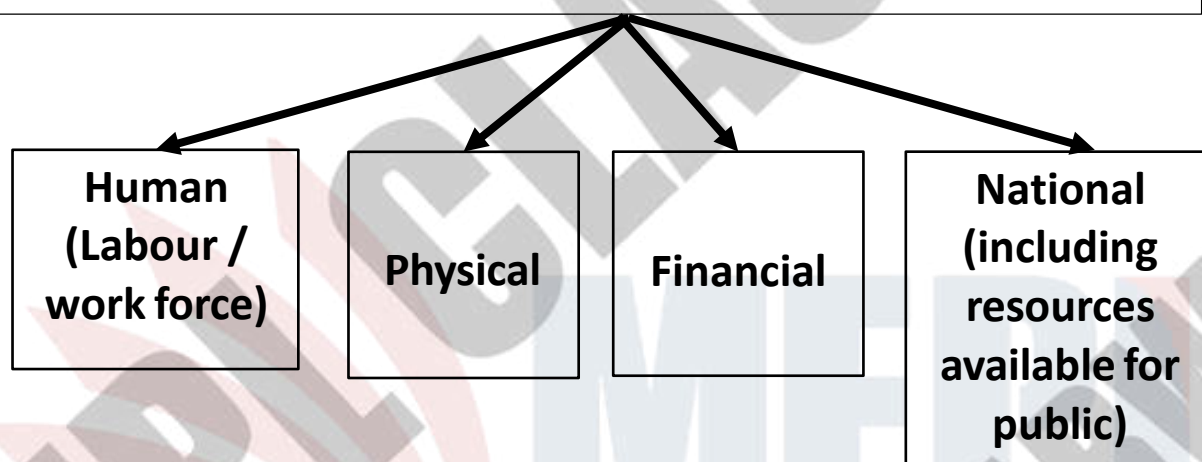 Human
(Labour /
work force)
Physical
Financial
National
(including
resources
available for
public)